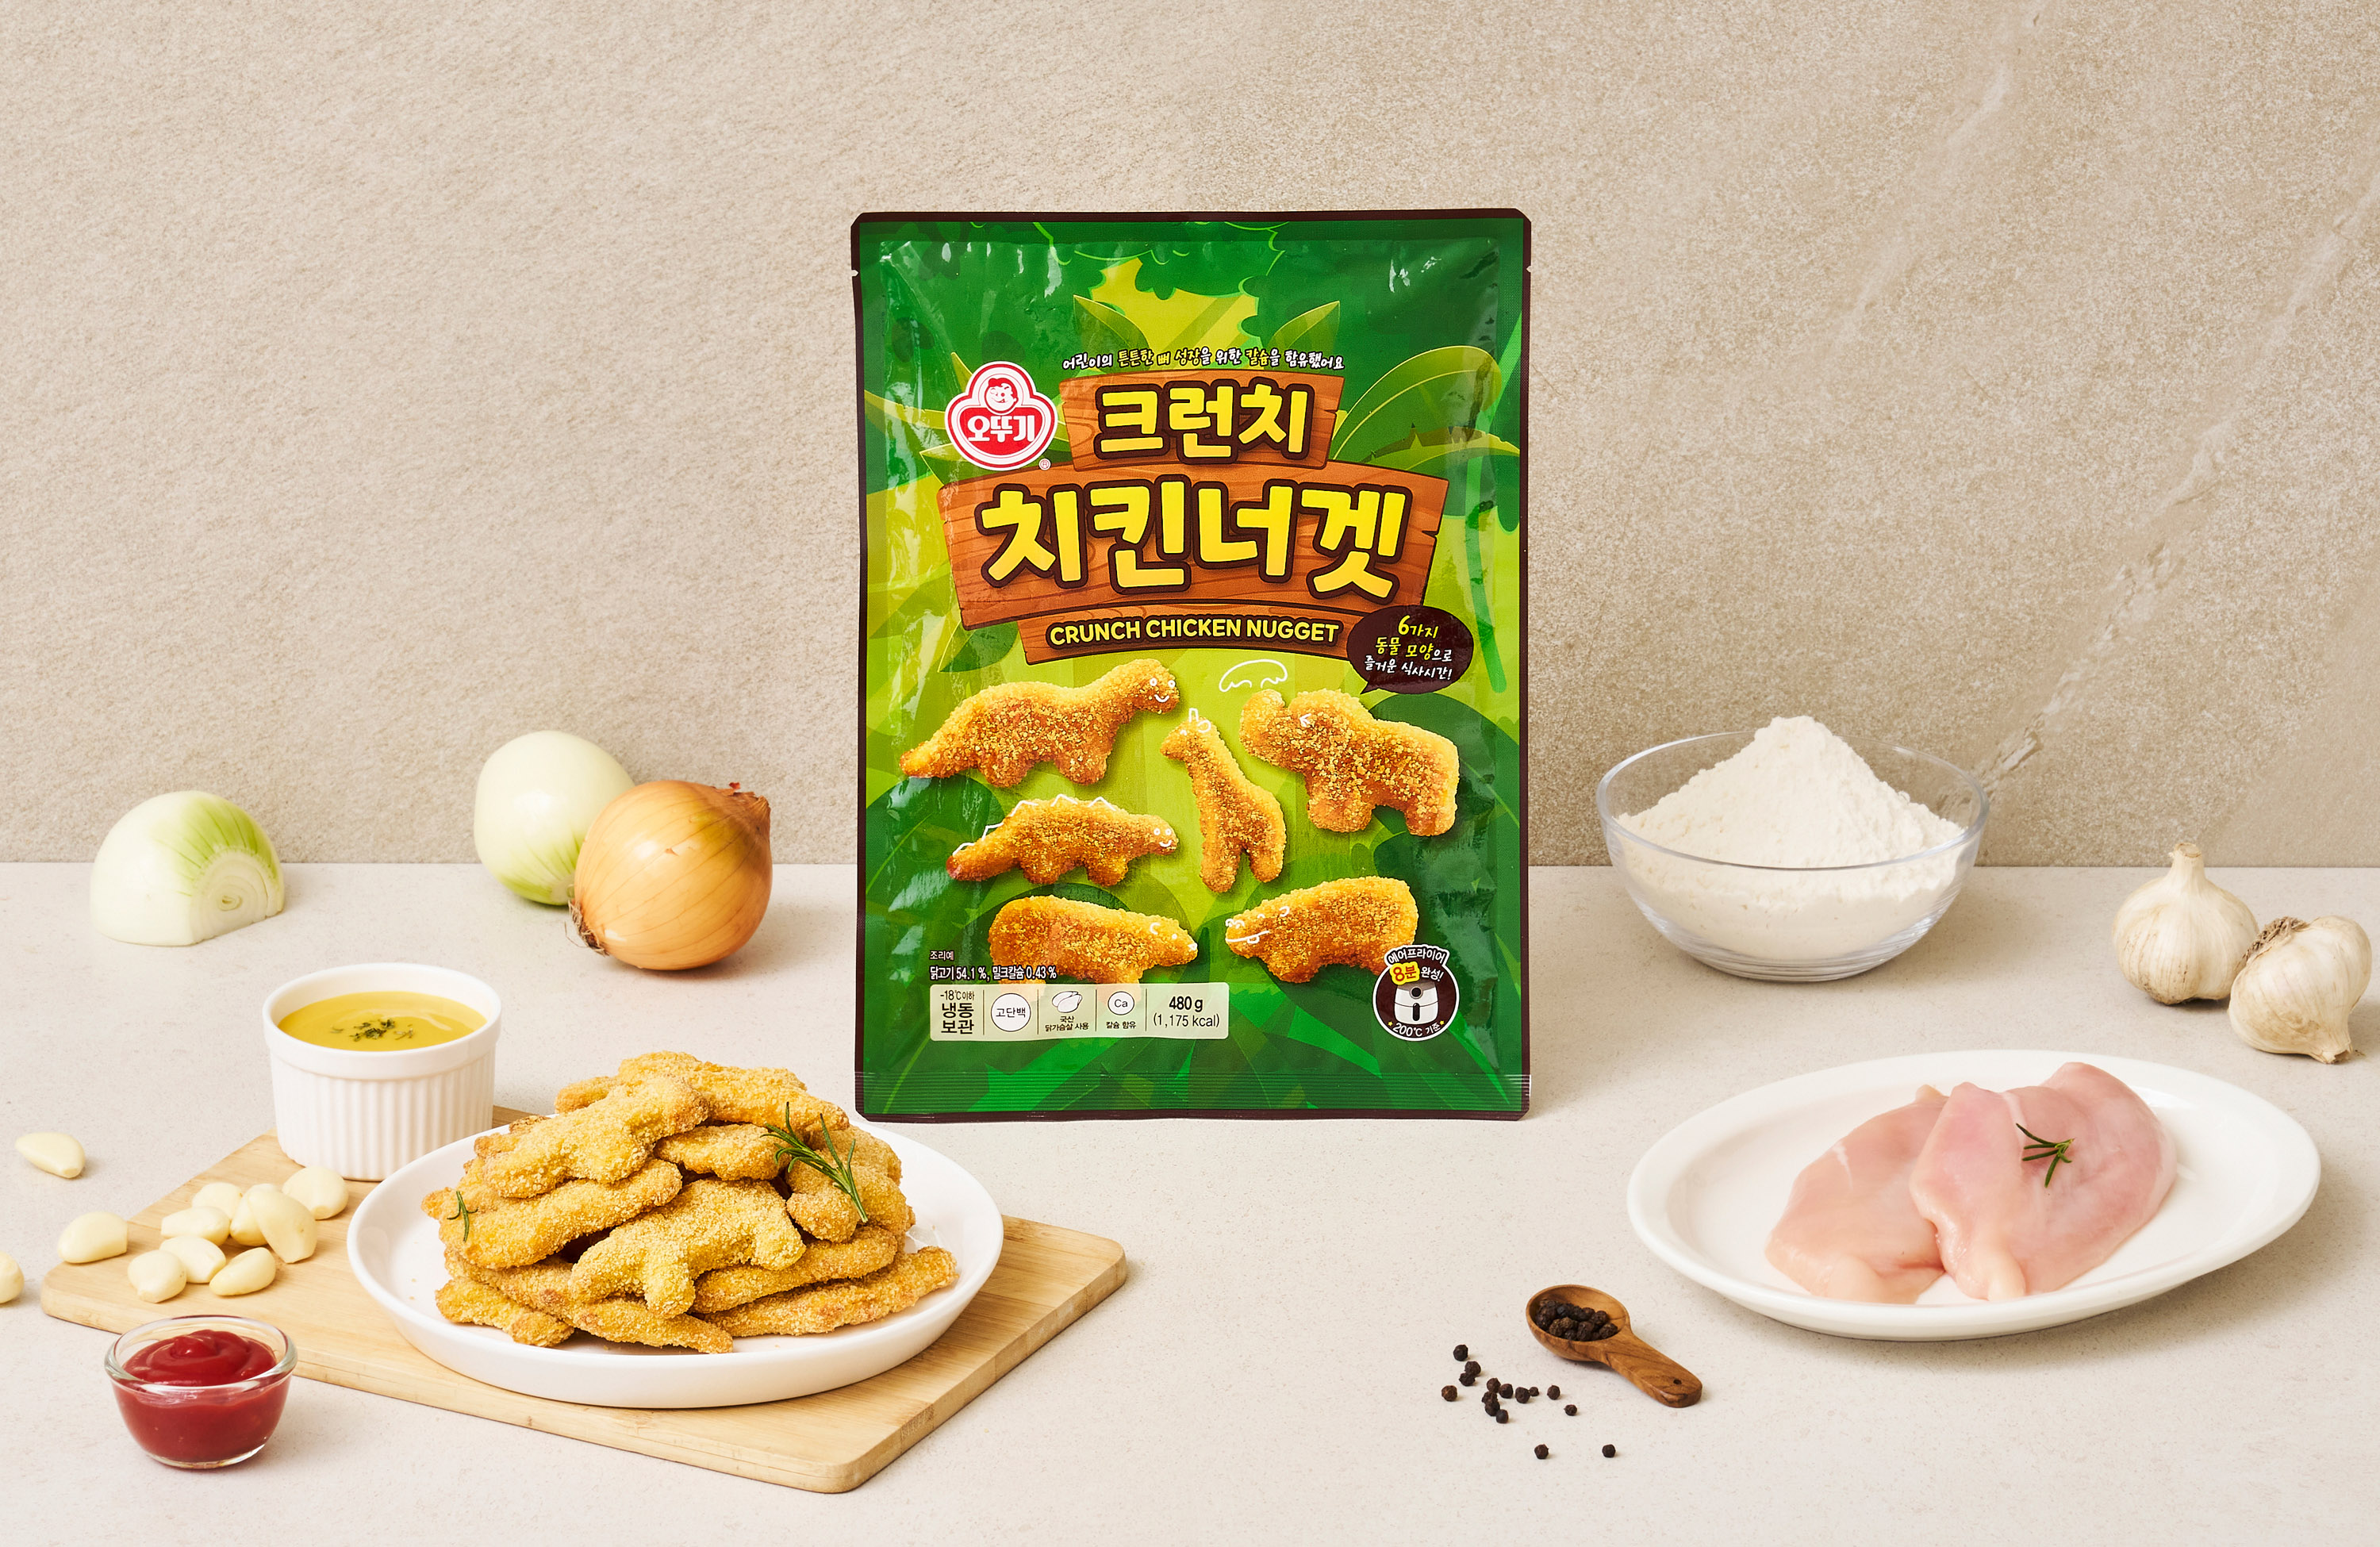 어린이의 튼튼한 뼈 성장을 위한 칼슘을 함유했어요
오뚜기
®
크런치
치킨너겟
CRUNCH CHICKEN NUGGET
6가지
동물 모양으로
즐거운 식사시간!
조리예
닭고기 54.1 %, 밀크칼슘 0.43 %
-18℃이하
냉동
보관
고단백
국산
닭가슴살 사용
Ca
칼슘 함유
480 g
(1,175 kcal)
에어프라이어
8분 완성!
200℃ 기준